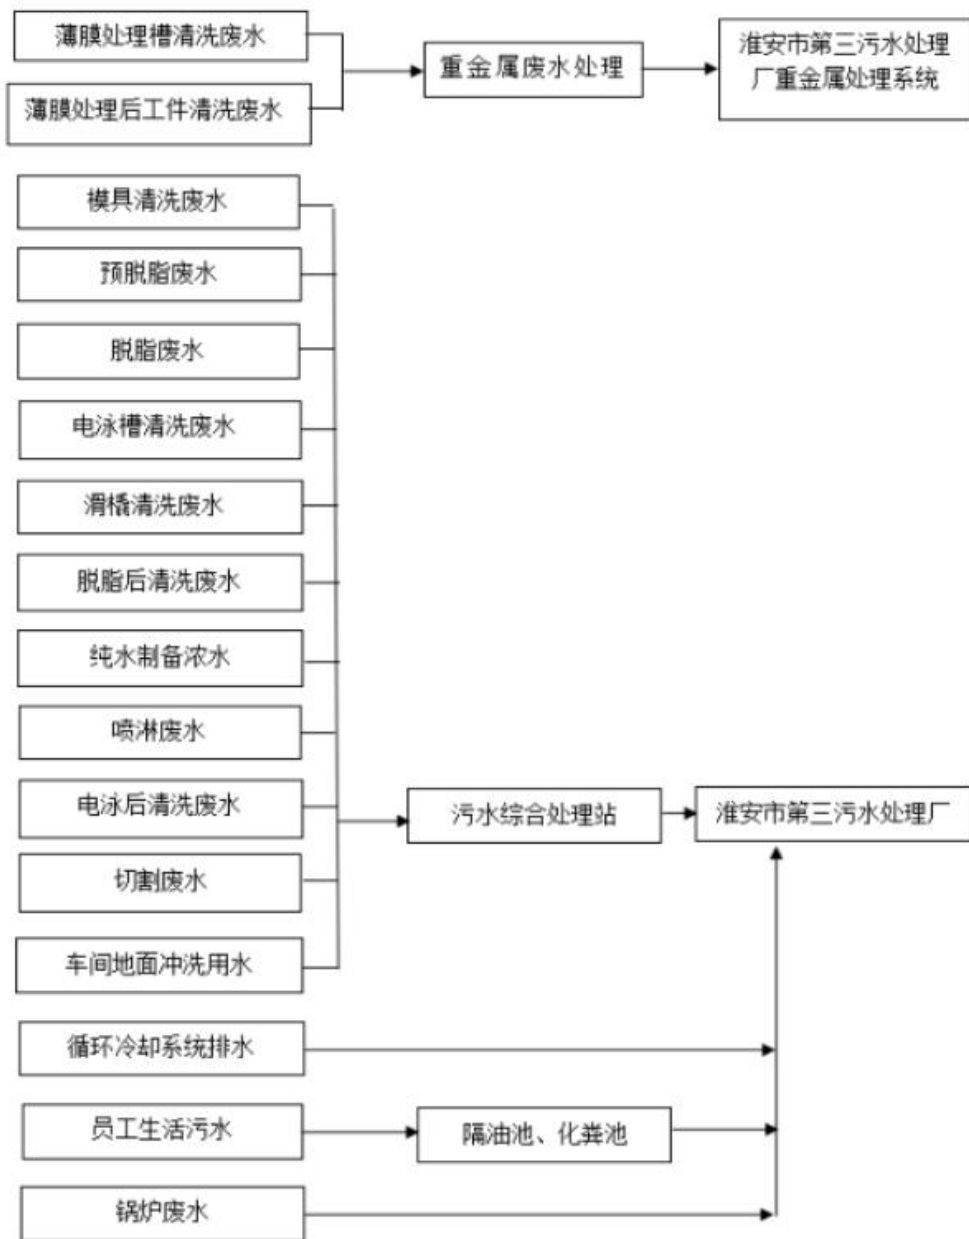 薄膜处理槽清洗废水
重金属废水处理
淮安市第三污水处理
厂重金属处理系统
薄膜处理后工件清洗废水
模具清洗废水
预脱脂废水
脱脂废水
电泳槽清洗废水
滑橇清洗废水
脱脂后清洗废水
纯水制备浓水
喷淋废水
电泳后清洗废水
污水综合处理站
淮安市第三污水处理厂
切割废水
车间地面冲洗用水
循环冷却系统排水
员工生活污水
隔油池、化粪池
锅炉废水